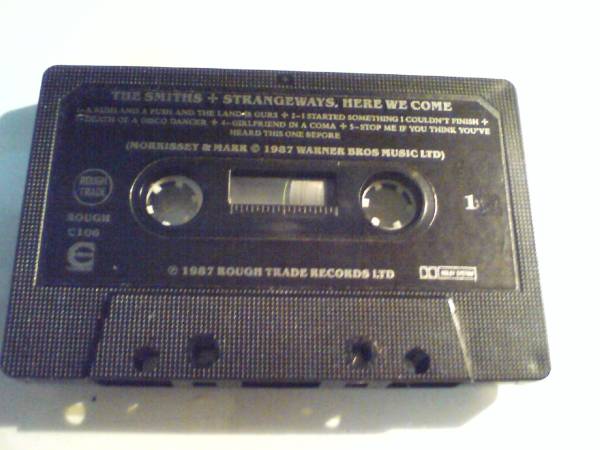 THE SMITHS + STRANGEWAYS, HERE WE COME
1-A RUSH AND A PUSH AND THE LAND IS OURS + 2-I STARTED SOMETHING I COULDN'T FINISH +
3-DEATH OF A DISCO DANCER + 4-GIRLFRIEND IN A COMA + 5-STOP ME IF YOU THINK YOU'VE
HEARD THIS ONE BEFORE
(MORRISSEY & MARR © 1987 WARNER BROS MUSIC LTD)
ROUGH
TRADE
1
ROUGH
C106
℗ 1987 ROUGH TRADE RECORDS LTD
DOLBY SYSTEM